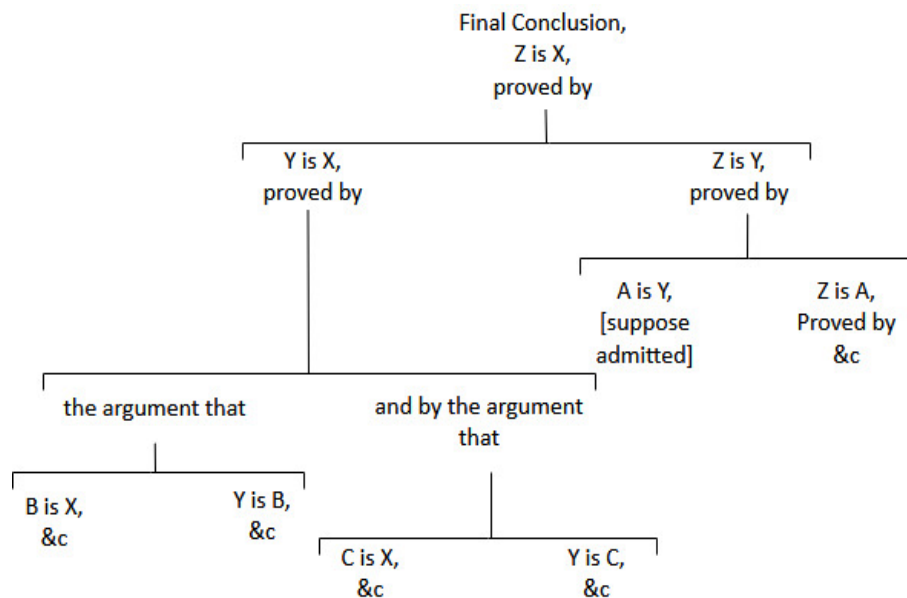 Final Conclusion,
Z is X,
proved by
Y is X,
proved by
Z is Y,
proved by
A is Y,
[suppose
admitted]
Z is A,
Proved by
&c
the argument that
and by the argument
that
B is X,
&c
Y is B,
&c
C is X,
&c
Y is C,
&c